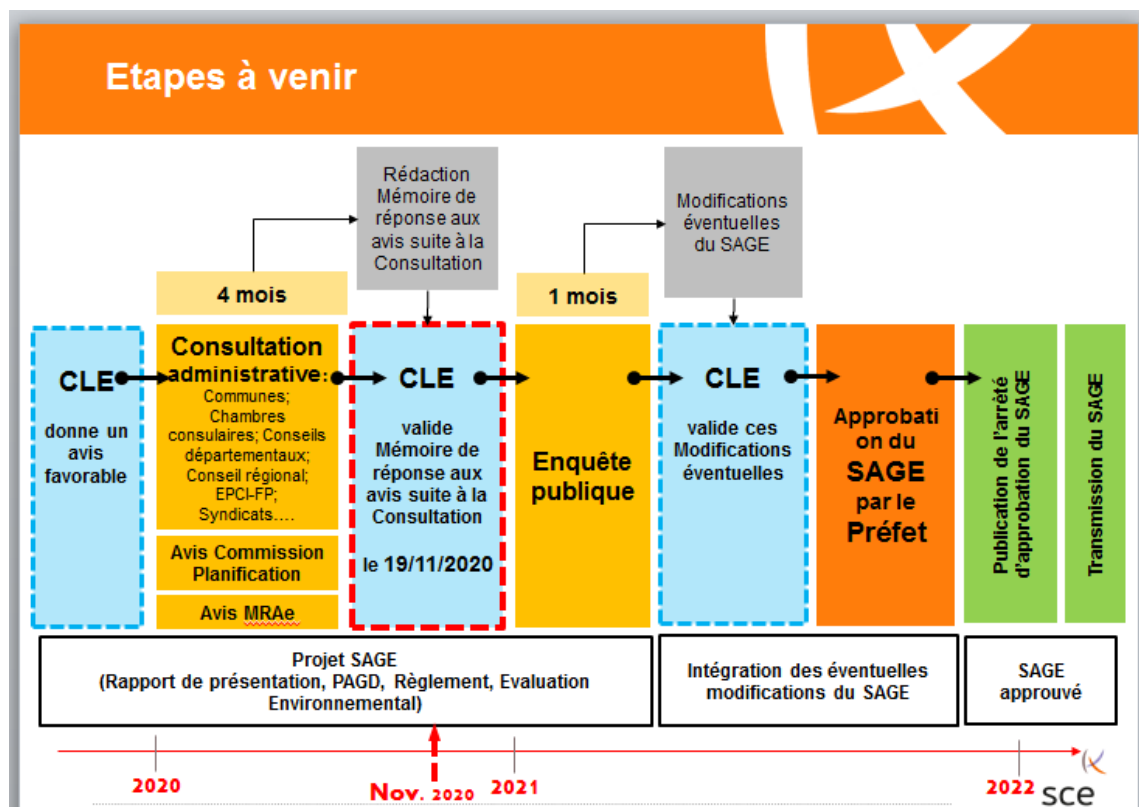 Etapes à venir
Rédaction
Mémoire de
réponse aux
avis suite à la
Consultation
Modifications
éventuelles
du SAGE
4 mois
1 mois
CLE
donne un
avis
favorable
Consultation
administrative:
Communes;
Chambres
consulaires; Conseils
départementaux;
Conseil régional;
EPCI-FP;
Syndicats….
Avis Commission
Planification
Avis MRAe
CLE
valide
Mémoire de
réponse aux
avis suite à la
Consultation
le 19/11/2020
Enquête
publique
CLE
valide ces
Modifications
éventuelles
Approbati
on du
SAGE
par le
Préfet
Publication de l'arrêté
d'approbation du SAGE
Transmission du SAGE
Projet SAGE
(Rapport de présentation, PAGD, Règlement, Evaluation
Environnemental)
Intégration des éventuelles
modifications du SAGE
SAGE
approuvé
2020
Nov. 2020
2021
2022
sce